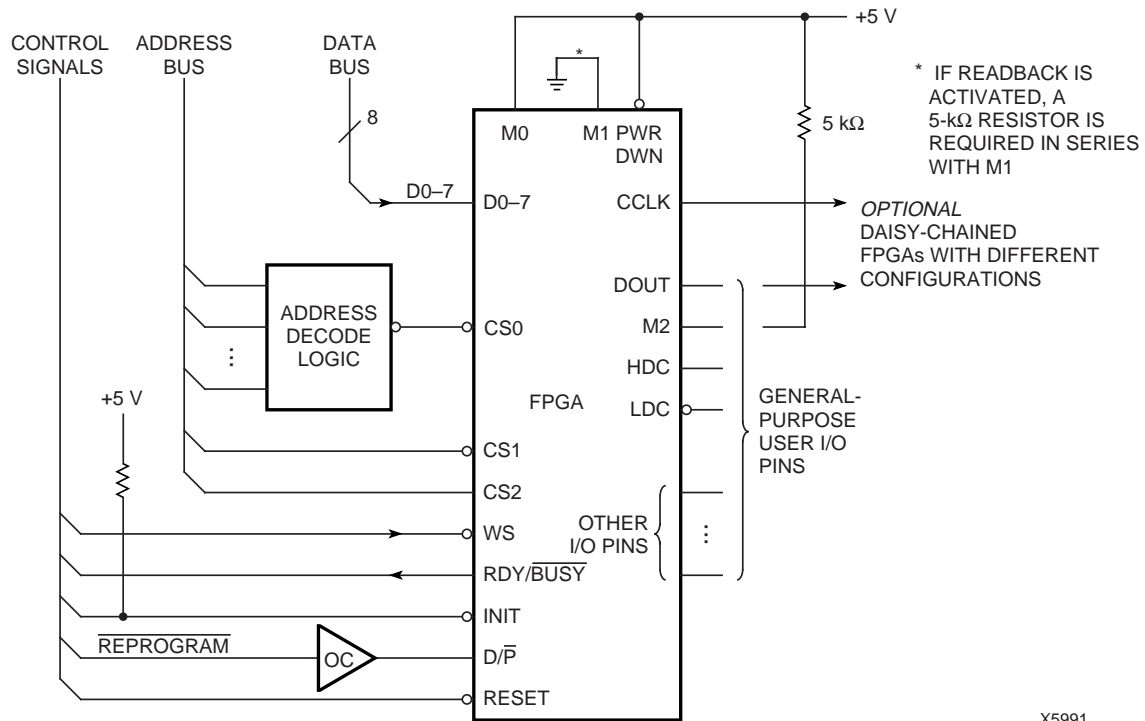 CONTROL
SIGNALS
ADDRESS
BUS
DATA
BUS
+5 V
*
* IF READBACK IS
ACTIVATED, A
5-kΩ RESISTOR IS
REQUIRED IN SERIES
WITH M1
8
M0
M1
PWR
DWN
5 kΩ
D0–7
D0–7
CCLK
OPTIONAL
DAISY-CHAINED
FPGAs WITH DIFFERENT
CONFIGURATIONS
DOUT
ADDRESS
DECODE
LOGIC
...
CS0
M2
HDC
+5 V
FPGA
LDC
GENERAL-
PURPOSE
USER I/O
PINS
CS1
CS2
OTHER
I/O PINS
...
WS
RDY/BUSY
INIT
REPROGRAM
OC
D/P
RESET
X5991